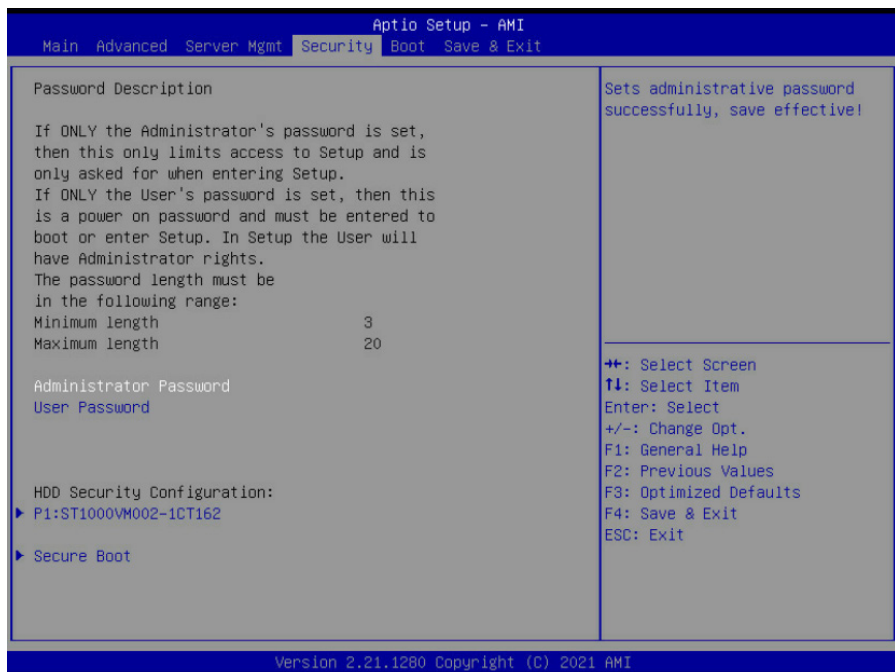 Aptio Setup – AMI
Main Advanced Server Mgmt Security Boot Save & Exit
Password Description
If ONLY the Administrator's password is set,
then this only limits access to Setup and is
only asked for when entering Setup.
If ONLY the User's password is set, then this
is a power on password and must be entered to
boot or enter Setup. In Setup the User will
have Administrator rights.
The password length must be
in the following range:
Minimum length 3
Maximum length 20
Administrator Password
User Password
HDD Security Configuration:
P1:ST1000VM002-1CT162
Secure Boot
Sets administrative password
successfully, save effective!
→←: Select Screen
↑↓: Select Item
Enter: Select
+/-: Change Opt.
F1: General Help
F2: Previous Values
F3: Optimized Defaults
F4: Save & Exit
ESC: Exit
Version 2.21.1280 Copyright (C) 2021 AMI